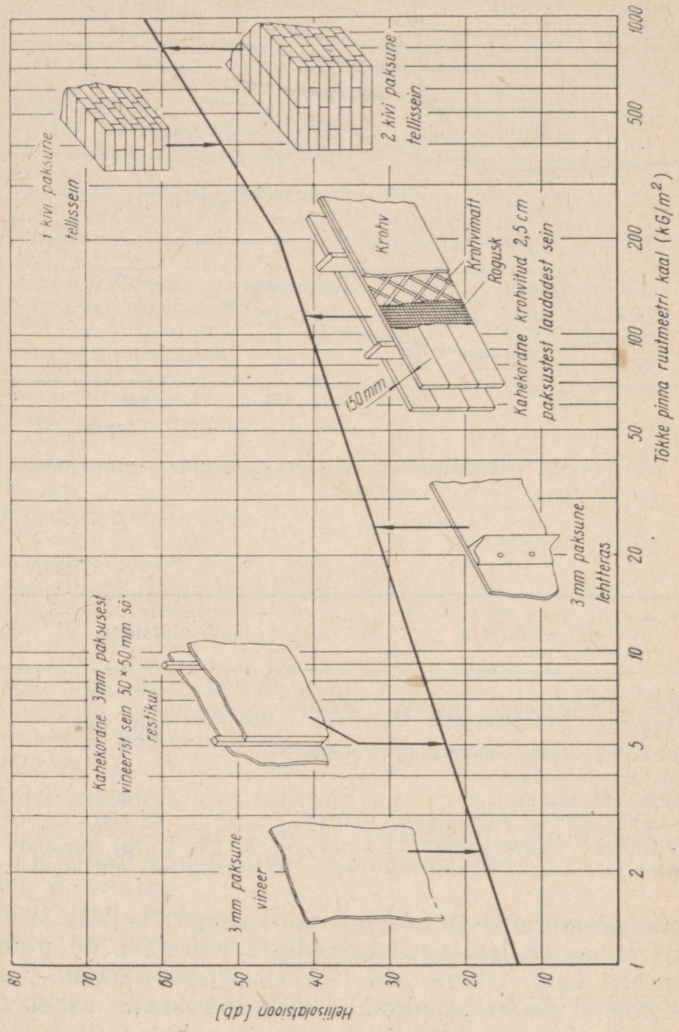 Heliisolatsioon [db]
80
70
60
50
40
30
20
10
3 mm paksune
vineer
Kahekordne 3mm paksusest
vineerist sein 50×50 mm sõ-
restikul
3 mm paksune
lehtteras
150 mm
Krohv
Krohvimatt
Rogusk
Kahekordne krohvitud 2,5 cm
paksustest laudadest sein
1 kivi paksune
tellissein
2 kivi paksune
tellissein
1
2
5
10
20
50
100
200
500
1000
Tõkke pinna ruutmeetri kaal (kG/m²)